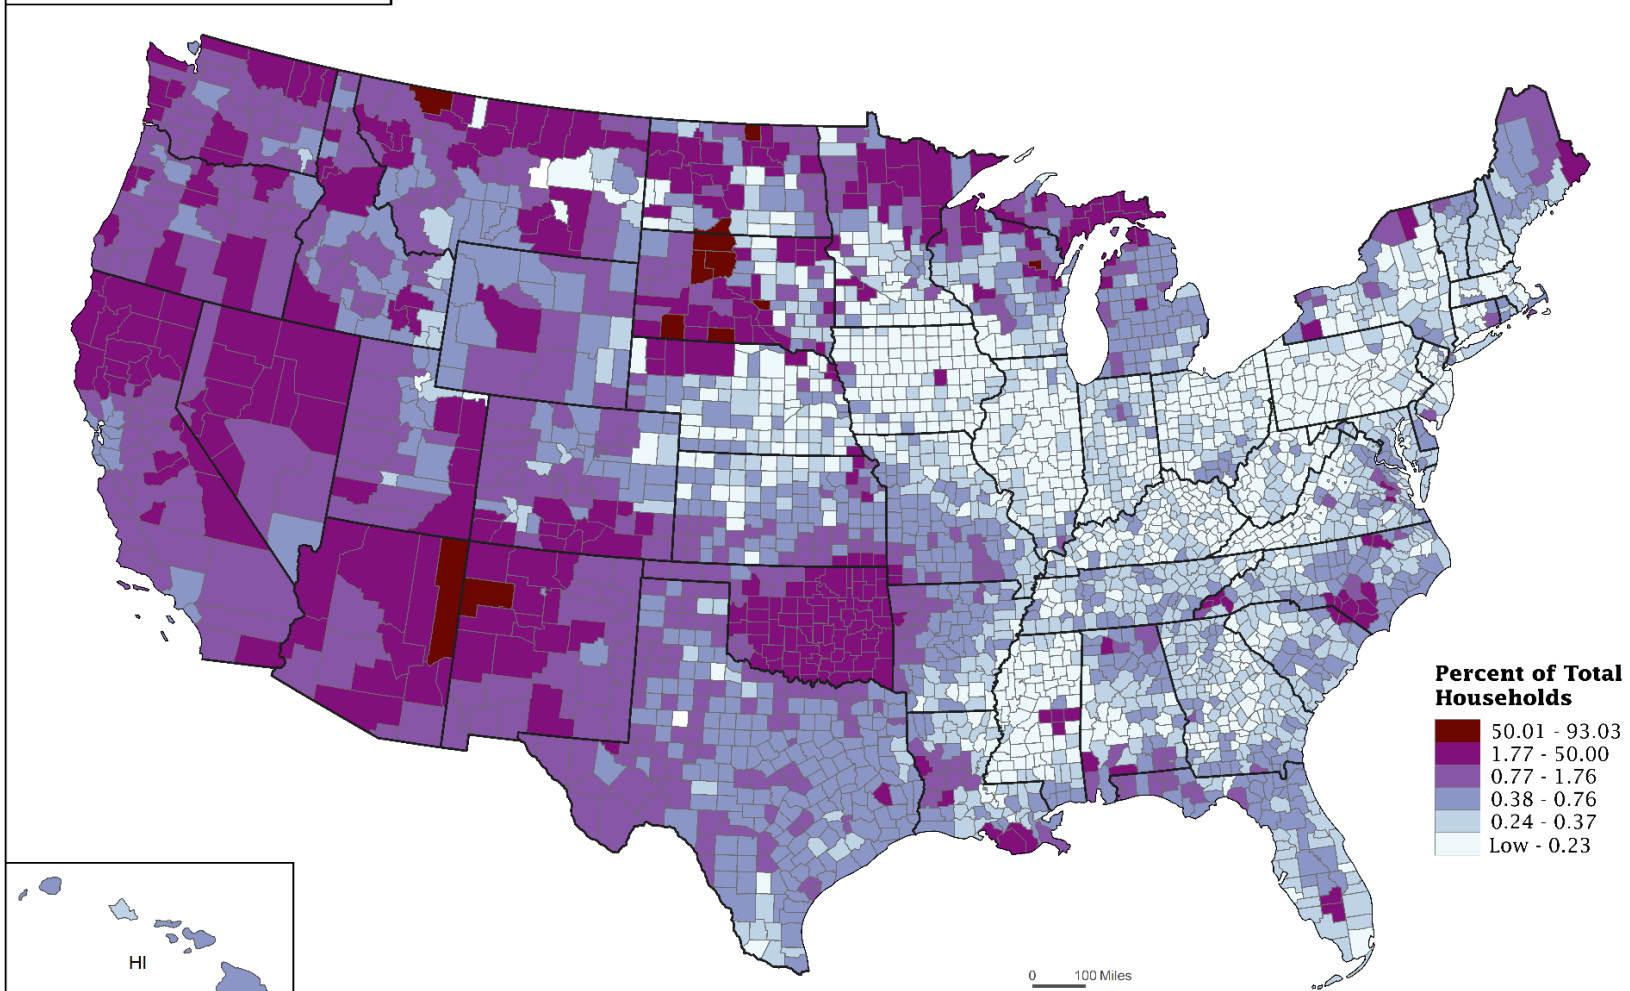 Percent of Total
Households
50.01 - 93.03
1.77 - 50.00
0.77 - 1.76
0.38 - 0.76
0.24 - 0.37
Low - 0.23
HI
0 100 Miles